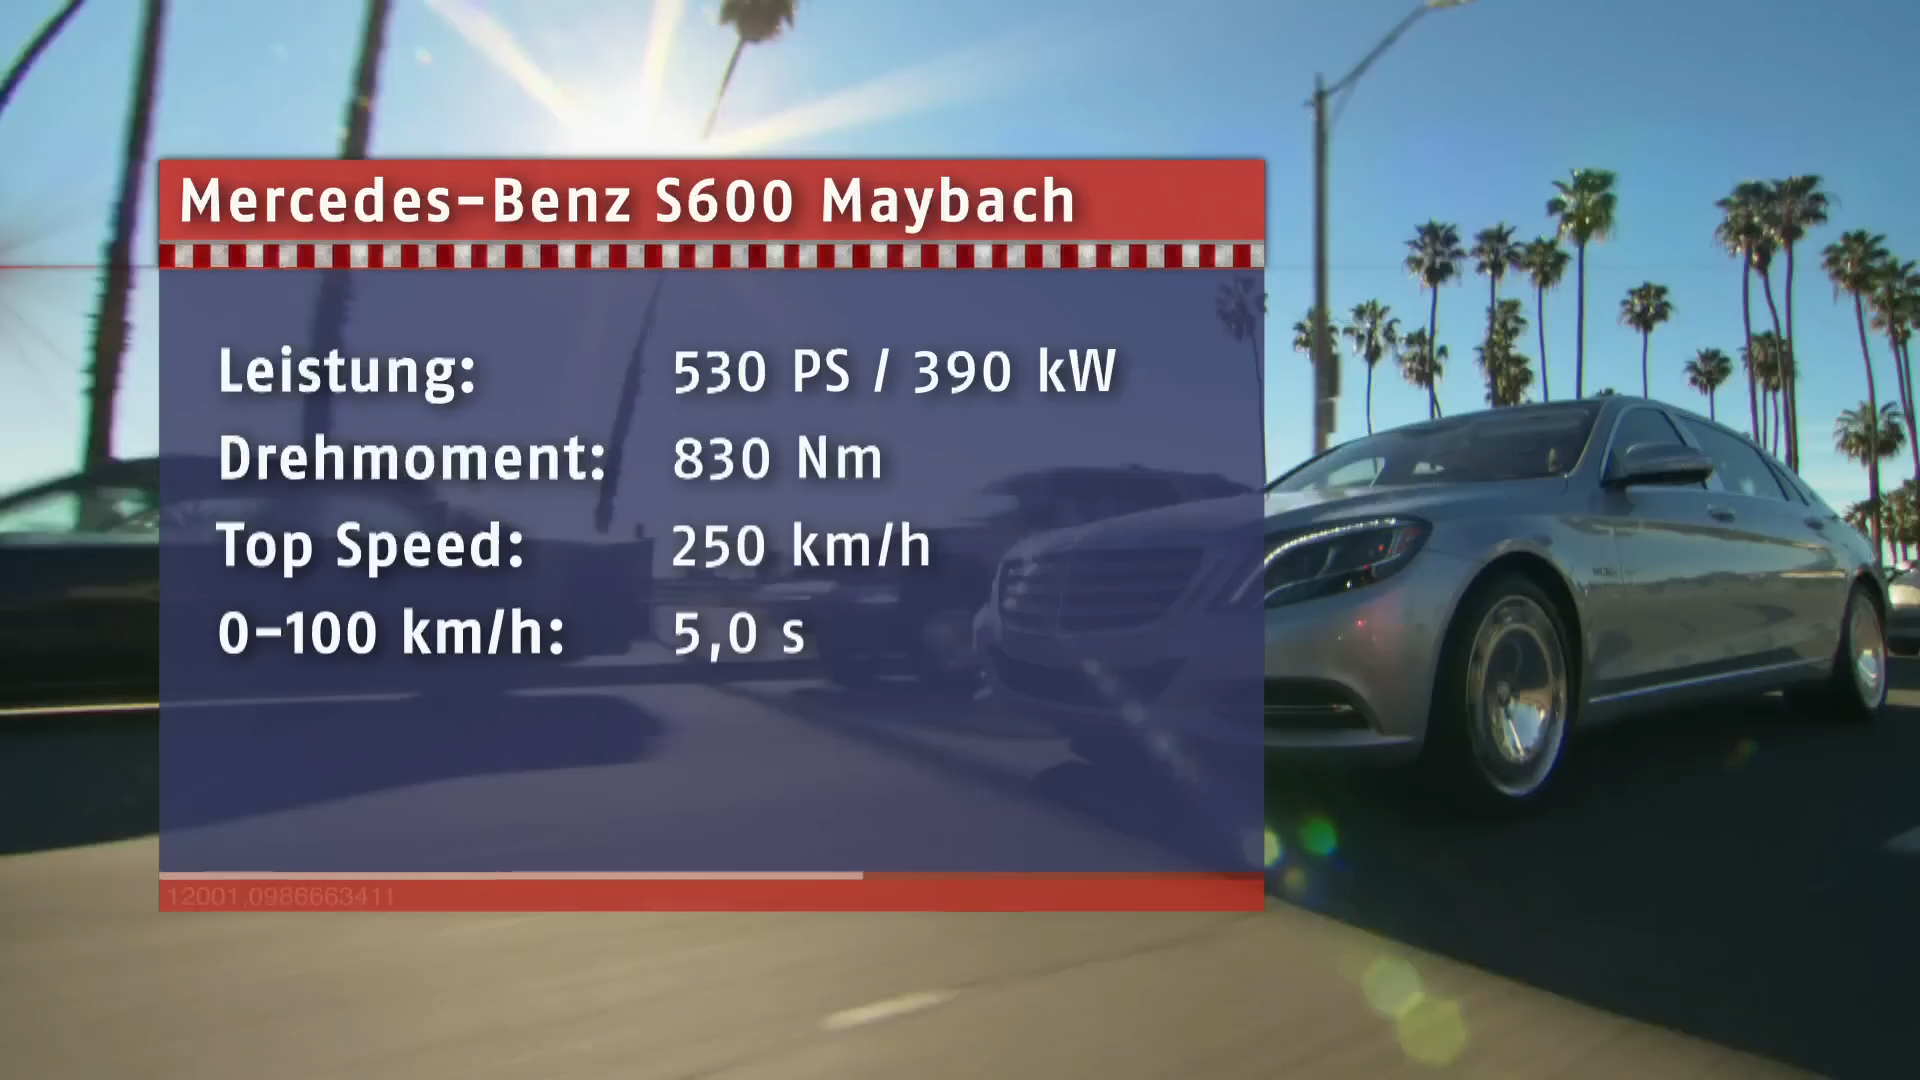 Mercedes-Benz S600 Maybach
Leistung: 530 PS / 390 kW
Drehmoment: 830 Nm
Top Speed: 250 km/h
0-100 km/h: 5,0 s
12001,0986663411